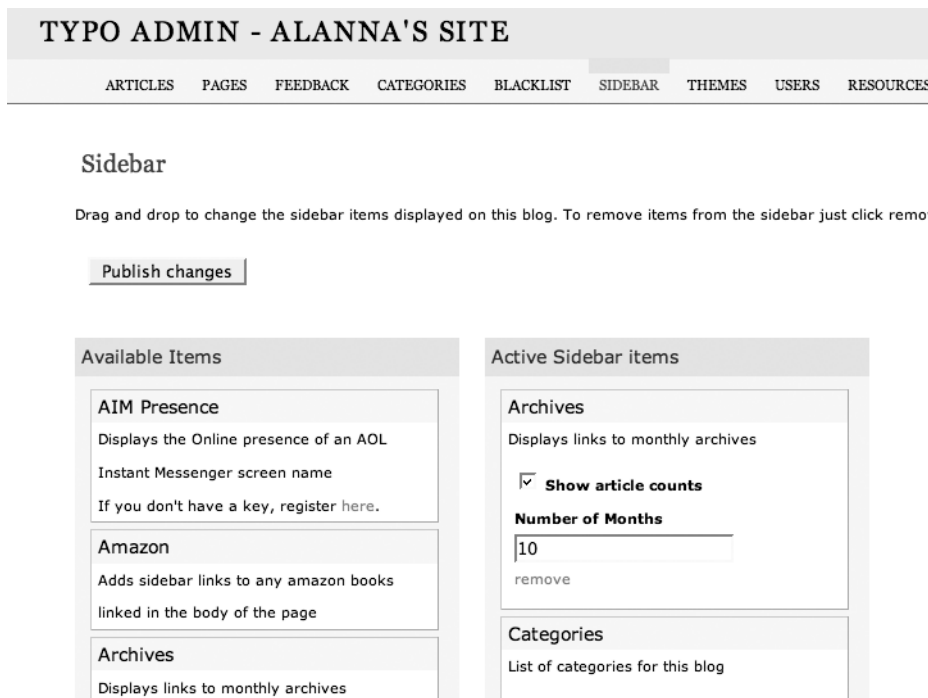 TYPO ADMIN - ALANNA'S SITE
ARTICLES PAGES FEEDBACK CATEGORIES BLACKLIST SIDEBAR THEMES USERS RESOURCES
Sidebar
Drag and drop to change the sidebar items displayed on this blog. To remove items from the sidebar just click remo
Publish changes
Available Items
AIM Presence
Displays the Online presence of an AOL
Instant Messenger screen name
If you don't have a key, register here.
Amazon
Adds sidebar links to any amazon books
linked in the body of the page
Archives
Displays links to monthly archives
Active Sidebar items
Archives
Displays links to monthly archives
Show article counts
Number of Months
10
remove
Categories
List of categories for this blog